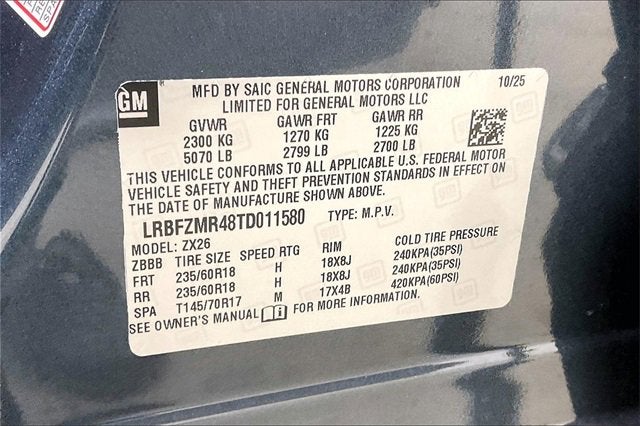 GM
MFD BY SAIC GENERAL MOTORS CORPORATION 10/25
LIMITED FOR GENERAL MOTORS LLC
GVWR GAWR FRT GAWR RR
2300 KG 1270 KG 1225 KG
5070 LB 2799 LB 2700 LB
THIS VEHICLE CONFORMS TO ALL APPLICABLE U.S. FEDERAL MOTOR
VEHICLE SAFETY AND THEFT PREVENTION STANDARDS IN EFFECT ON
THE DATE OF MANUFACTURE SHOWN ABOVE.
LRBFZMR48TD011580 TYPE: M.P.V.
MODEL: ZX26
ZBBB TIRE SIZE SPEED RTG RIM COLD TIRE PRESSURE
FRT 235/60R18 H 18X8J 240KPA(35PSI)
RR 235/60R18 H 18X8J 240KPA(35PSI)
SPA T145/70R17 M 17X4B 420KPA(60PSI)
SEE OWNER'S MANUAL i FOR MORE INFORMATION.